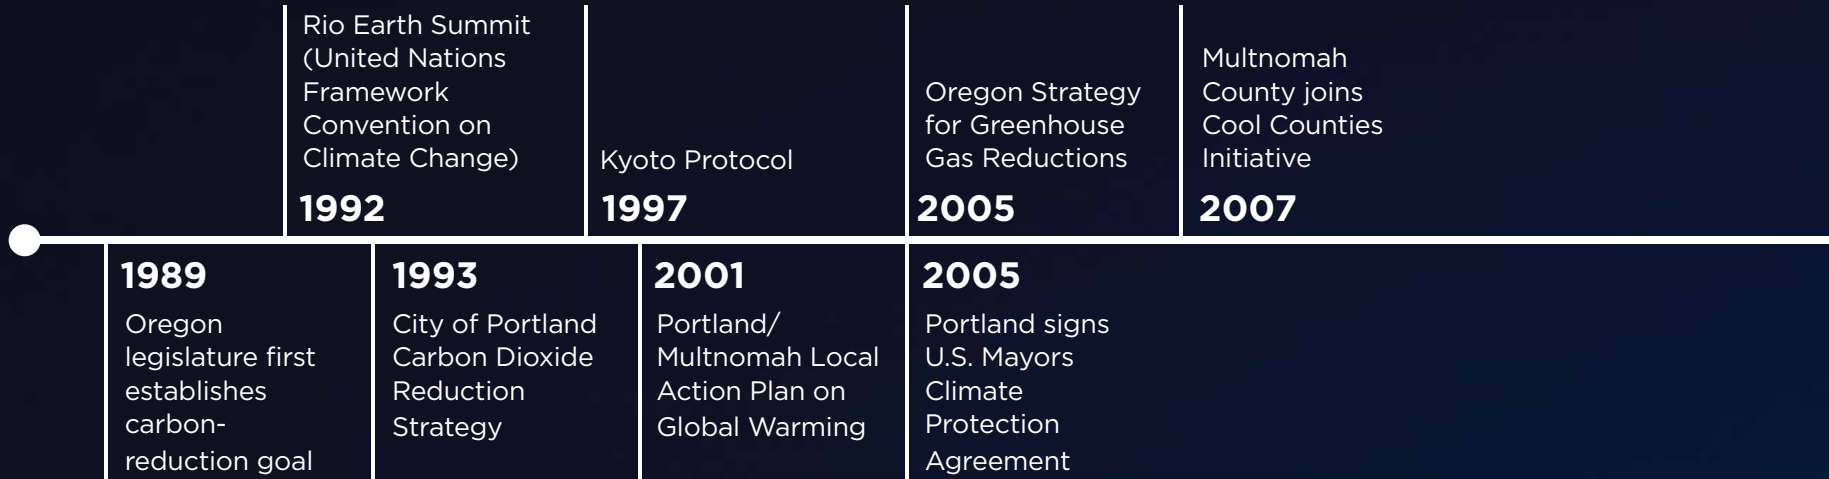 Rio Earth Summit
(United Nations
Framework
Convention on
Climate Change)
1992
Kyoto Protocol
1997
Oregon Strategy
for Greenhouse
Gas Reductions
2005
Multnomah
County joins
Cool Counties
Initiative
2007
1989
Oregon
legislature first
establishes
carbon-
reduction goal
1993
City of Portland
Carbon Dioxide
Reduction
Strategy
2001
Portland/
Multnomah Local
Action Plan on
Global Warming
2005
Portland signs
U.S. Mayors
Climate
Protection
Agreement